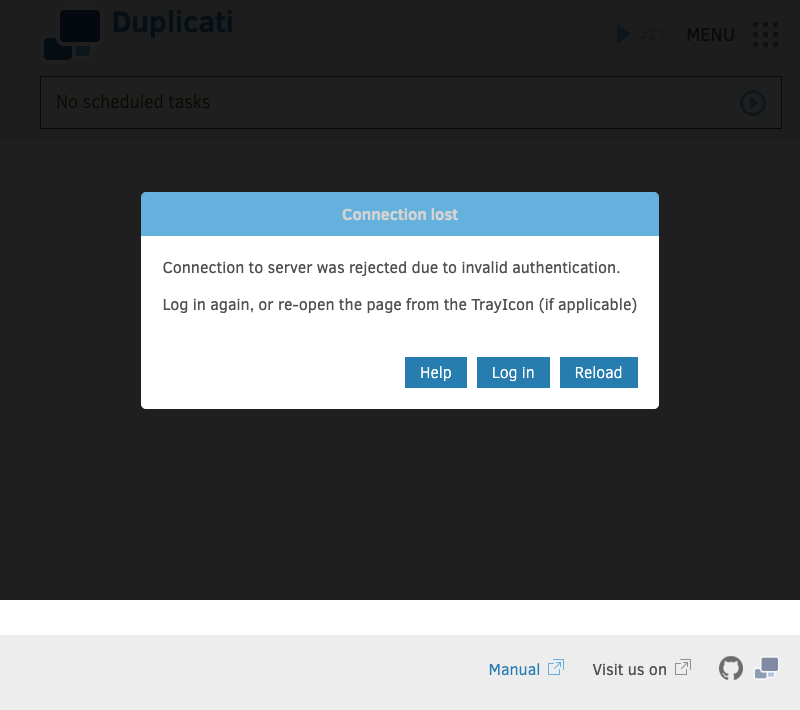 Duplicati
MENU
No scheduled tasks
Connection lost
Connection to server was rejected due to invalid authentication.
Log in again, or re-open the page from the TrayIcon (if applicable)
Help Log in Reload
Manual Visit us on